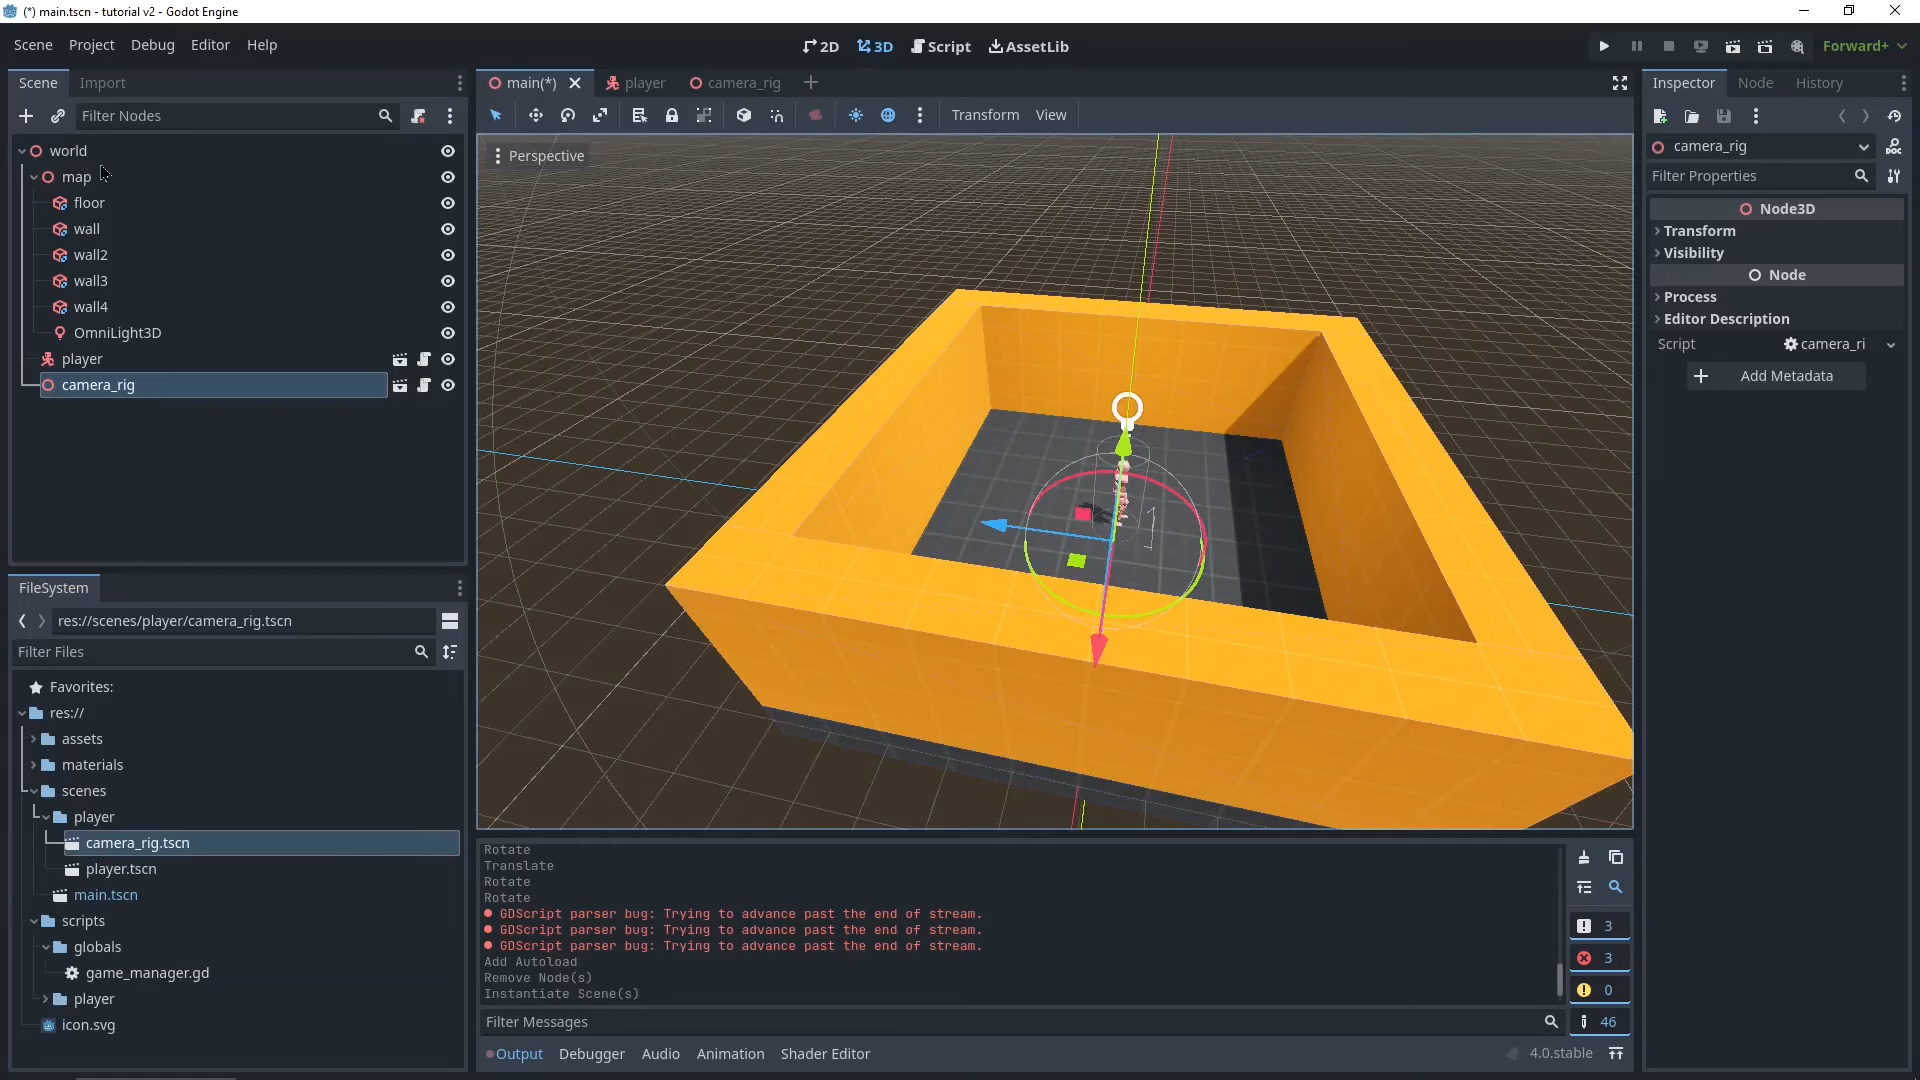 (*) main.tscn - tutorial v2 - Godot Engine
Scene Project Debug Editor Help
2D 3D Script AssetLib
Forward+
Scene Import
main(*) player camera_rig
Inspector Node History
Filter Nodes
Transform View
world
map
floor
wall
wall2
wall3
wall4
OmniLight3D
player
camera_rig
Perspective
camera_rig
Filter Properties
Node3D
Transform
Visibility
Node
Process
Editor Description
Script camera_ri
Add Metadata
FileSystem
res://scenes/player/camera_rig.tscn
Filter Files
Favorites:
res://
assets
materials
scenes
player
camera_rig.tscn
player.tscn
main.tscn
scripts
globals
game_manager.gd
player
icon.svg
Rotate
Translate
Rotate
Rotate
GDScript parser bug: Trying to advance past the end of stream.
GDScript parser bug: Trying to advance past the end of stream.
GDScript parser bug: Trying to advance past the end of stream.
Add Autoload
Remove Node(s)
Instantiate Scene(s)
3
3
0
46
Filter Messages
Output Debugger Audio Animation Shader Editor
4.0.stable